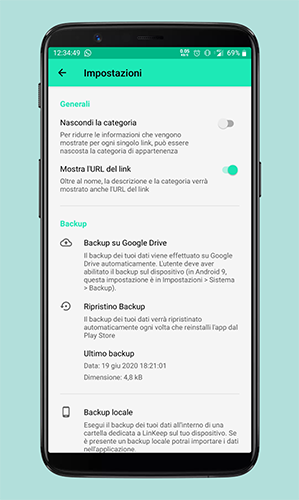 12:34:49
0.05
KB/s
69%
Impostazioni
Generali
Nascondi la categoria
Per ridurre le informazioni che vengono
mostrate per ogni singolo link, può essere
nascosta la categoria di appartenenza
Mostra l'URL del link
Oltre al nome, la descrizione e la categoria verrà
mostrato anche l'URL del link
Backup
Backup su Google Drive
Il backup dei tuoi dati viene effettuato su Google
Drive automaticamente. L'utente deve aver
abilitato il backup sul dispositivo (in Android 9,
questa impostazione è in Impostazioni > Sistema
> Backup).
Ripristino Backup
Il backup dei tuoi dati verrà ripristinato
automaticamente ogni volta che reinstalli l'app dal
Play Store
Ultimo backup
Data: 19 giu 2020 18:21:01
Dimensione: 4,8 kB
Backup locale
Esegui il backup dei tuoi dati all'interno di una
cartella dedicata a LinKeep sul tuo dispositivo. Se
è presente un backup locale potrai importare i dati
nell'applicazione.